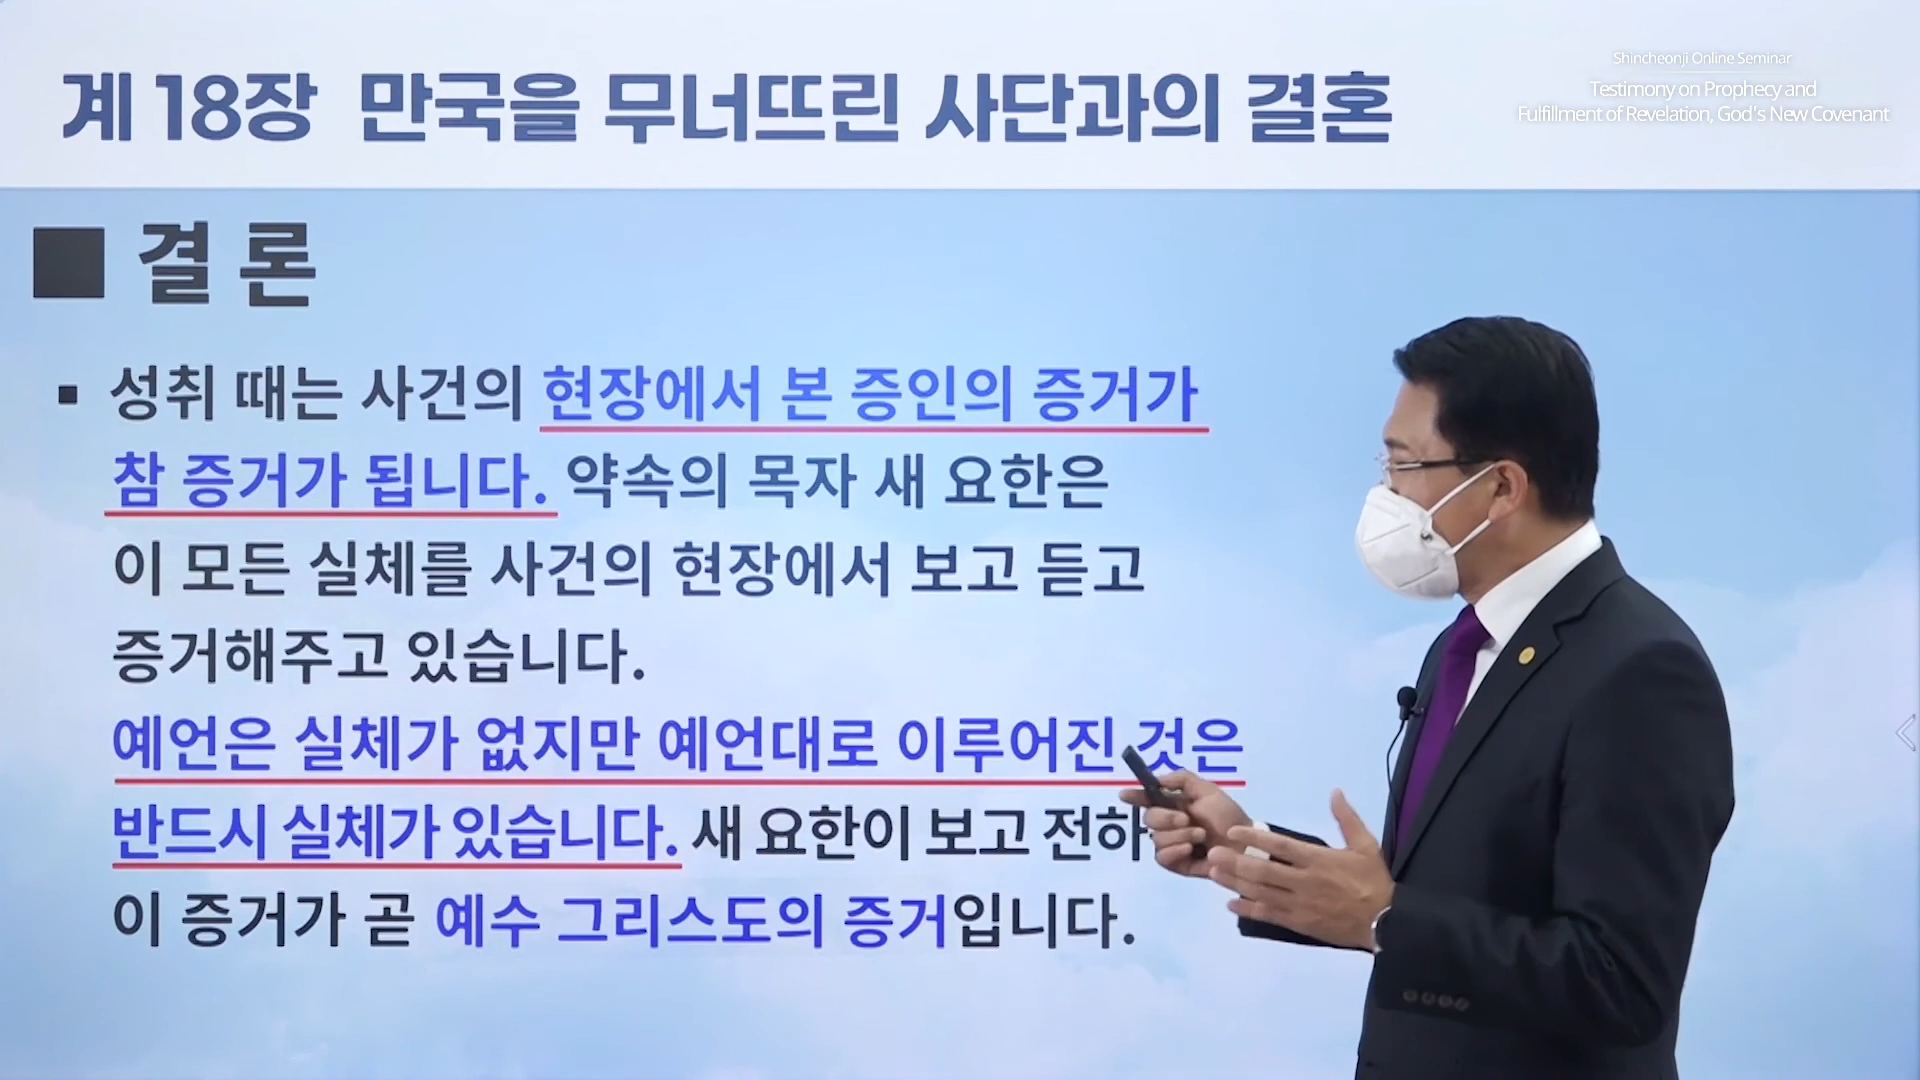 계 18장 만국을 무너뜨린 사단과의 결혼
Shincheonji Online Seminar
Testimony on Prophecy and
Fulfillment of Revelation, God's New Covenant
■ 결 론
▪ 성취 때는 사건의 현장에서 본 증인의 증거가
참 증거가 됩니다. 약속의 목자 새 요한은
이 모든 실체를 사건의 현장에서 보고 듣고
증거해주고 있습니다.
예언은 실체가 없지만 예언대로 이루어진 것은
반드시 실체가 있습니다. 새 요한이 보고
이 증거가 곧 예수 그리스도의 증거입니다.